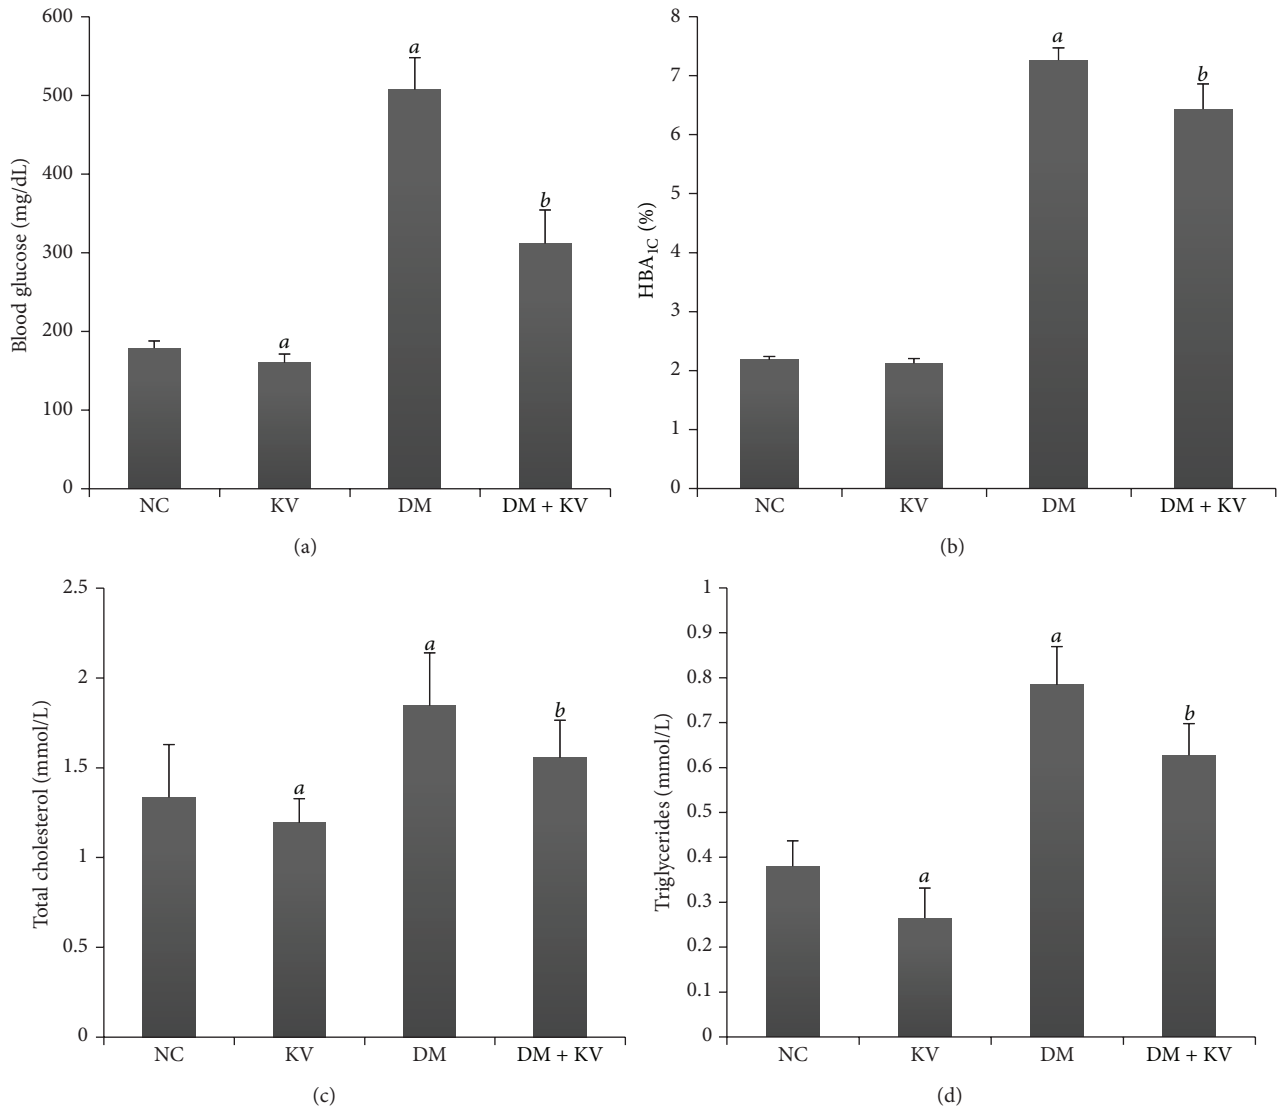 Blood glucose (mg/dL)
600
500
400
300
200
100
0
a
a
b
NC KV DM DM + KV
(a)
HBA1C (%)
8
7
6
5
4
3
2
1
0
a
b
NC KV DM DM + KV
(b)
Total cholesterol (mmol/L)
2.5
2
1.5
1
0.5
0
a
a
b
NC KV DM DM + KV
(c)
Triglycerides (mmol/L)
1
0.9
0.8
0.7
0.6
0.5
0.4
0.3
0.2
0.1
0
a
a
b
NC KV DM DM + KV
(d)